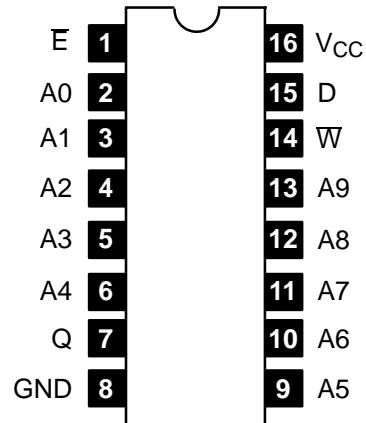 E̅ 1 16 VCC
A0 2 15 D
A1 3 14 W̅
A2 4 13 A9
A3 5 12 A8
A4 6 11 A7
Q 7 10 A6
GND 8 9 A5